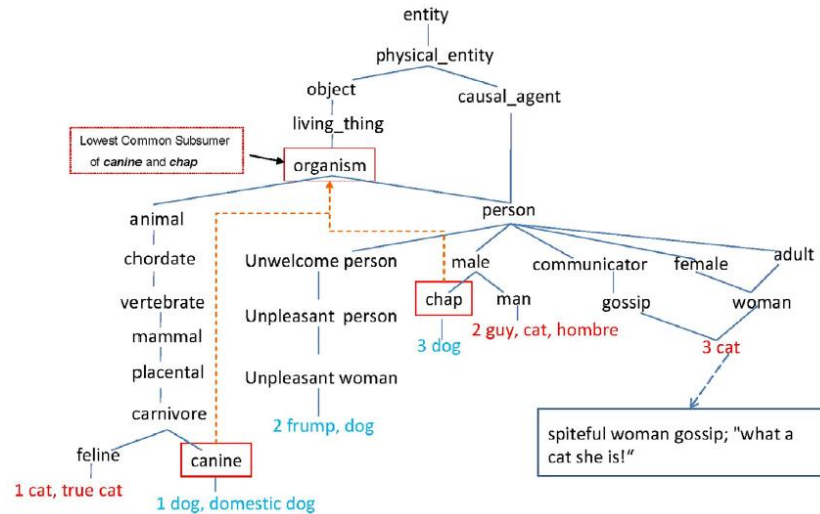 entity
physical_entity
object
causal_agent
living_thing
Lowest Common Subsumer
of canine and chap
organism
animal
person
chordate
Unwelcome person
male
communicator
female
adult
vertebrate
chap
man
gossip
woman
mammal
Unpleasant person
3 dog
2 guy, cat, hombre
3 cat
placental
Unpleasant woman
carnivore
2 frump, dog
feline
canine
spiteful woman gossip; "what a
cat she is!“
1 cat, true cat
1 dog, domestic dog